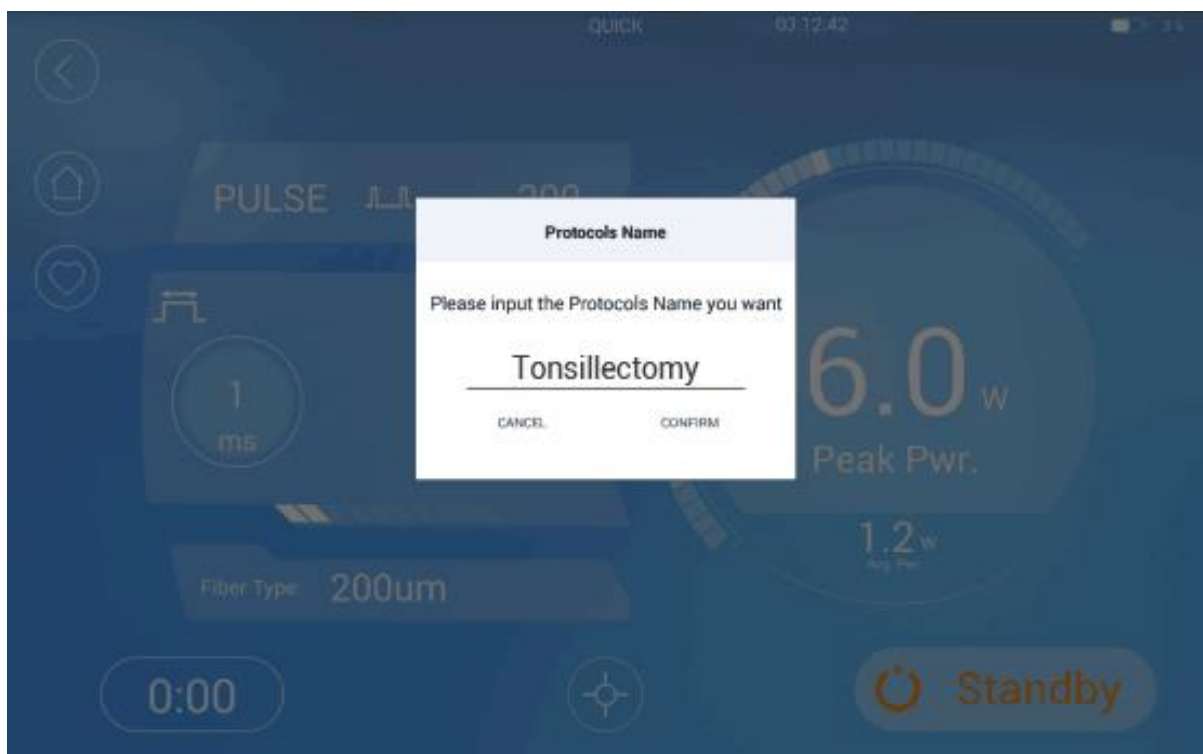 QUICK 03:12:42
PULSE
Protocols Name
Please input the Protocols Name you want
Tonsillectomy
CANCEL CONFIRM
1
ms
6.0 W
Peak Pwr.
1.2 W
Fiber Type: 200um
0:00
Standby